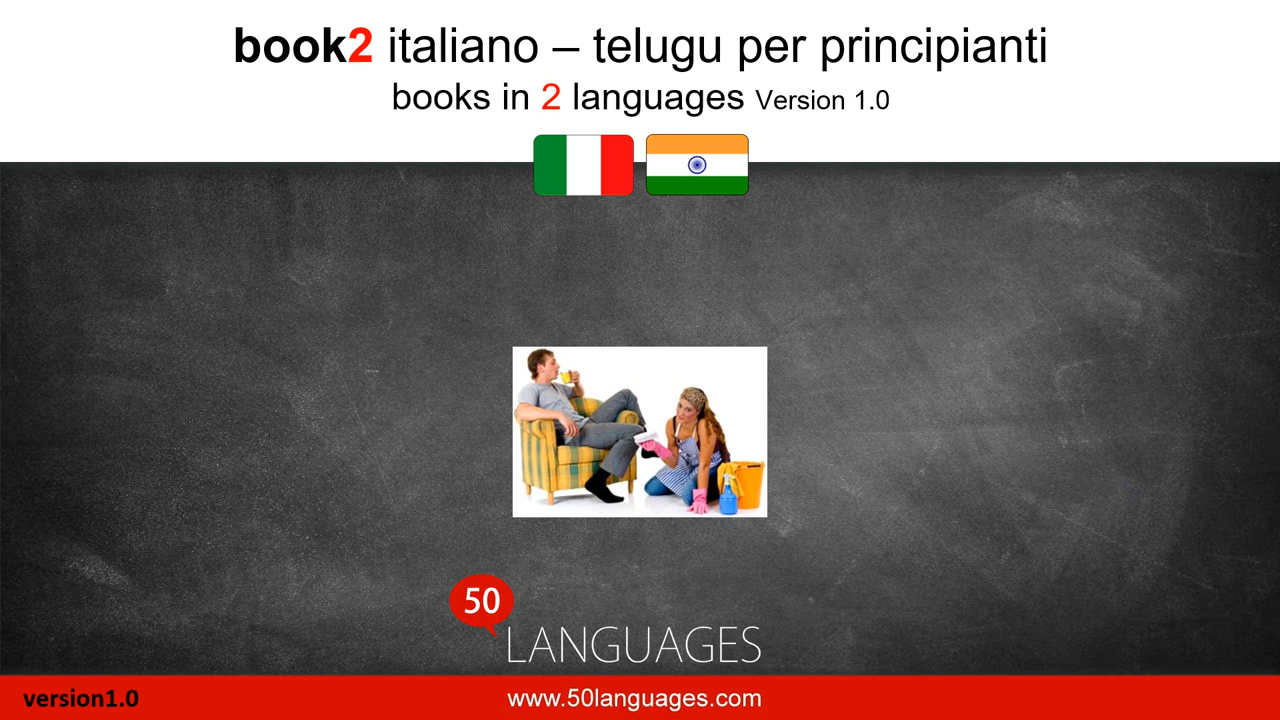 book2 italiano – telugu per principianti
books in 2 languages Version 1.0
50
LANGUAGES
version1.0
www.50languages.com